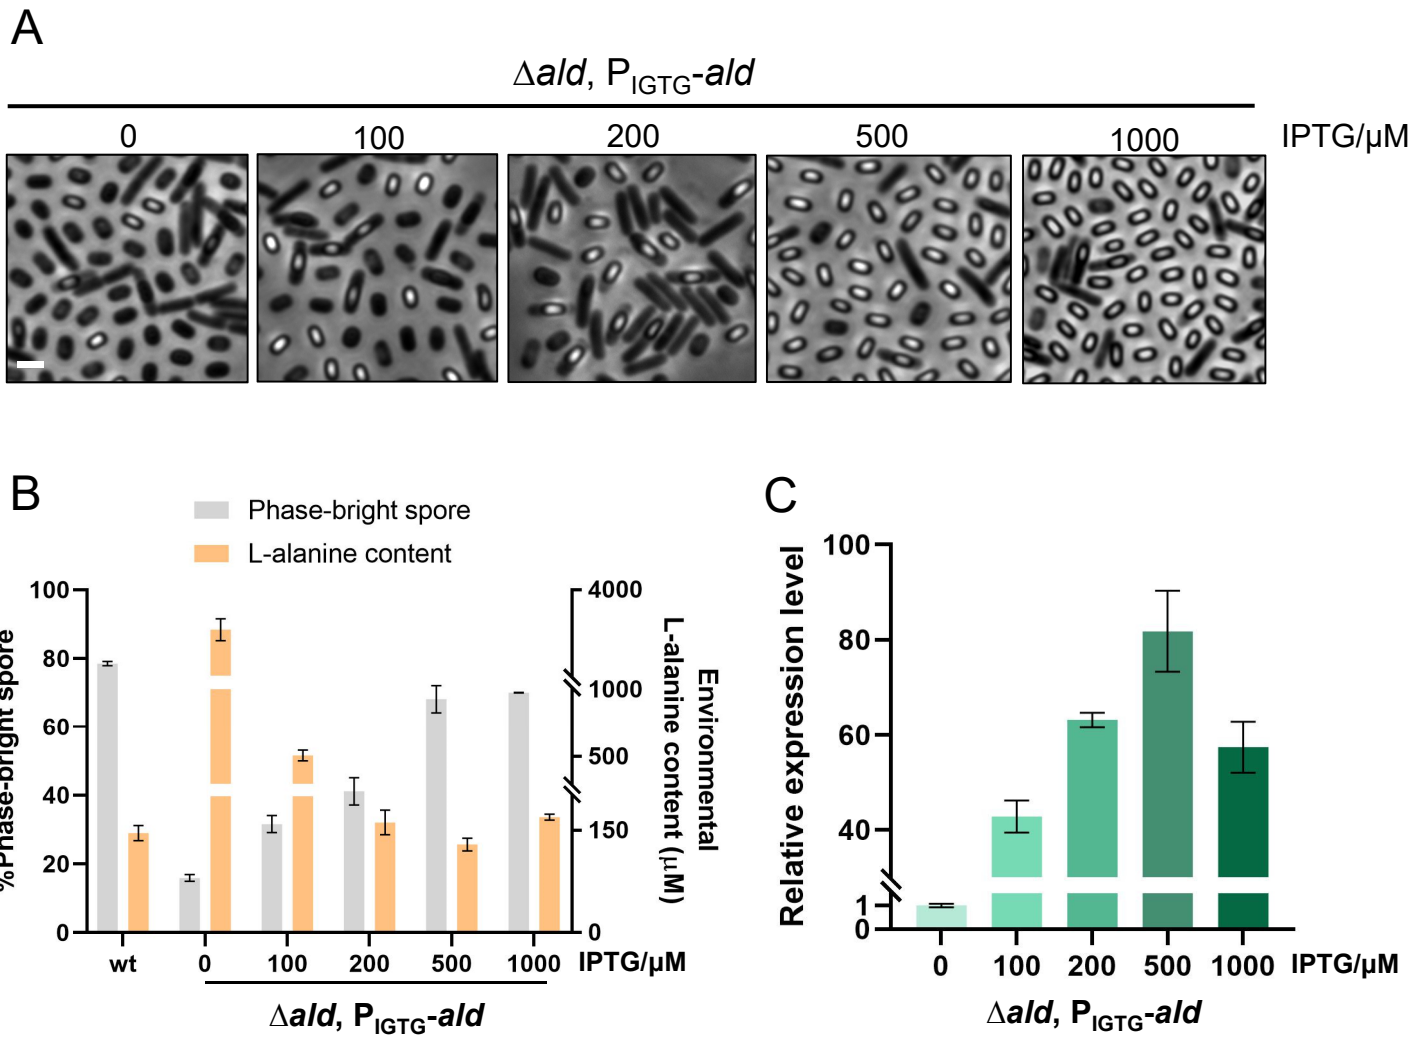 A
Δald, PIGTG-ald
0 100 200 500 1000 IPTG/μM
B
Phase-bright spore
L-alanine content
%Phase-bright spore
100
80
60
40
20
0
4000
1000
500
150
0
Environmental
L-alanine content (μM)
wt 0 100 200 500 1000 IPTG/μM
Δald, PIGTG-ald
C
Relative expression level
100
80
60
40
1
0
0 100 200 500 1000 IPTG/μM
Δald, PIGTG-ald